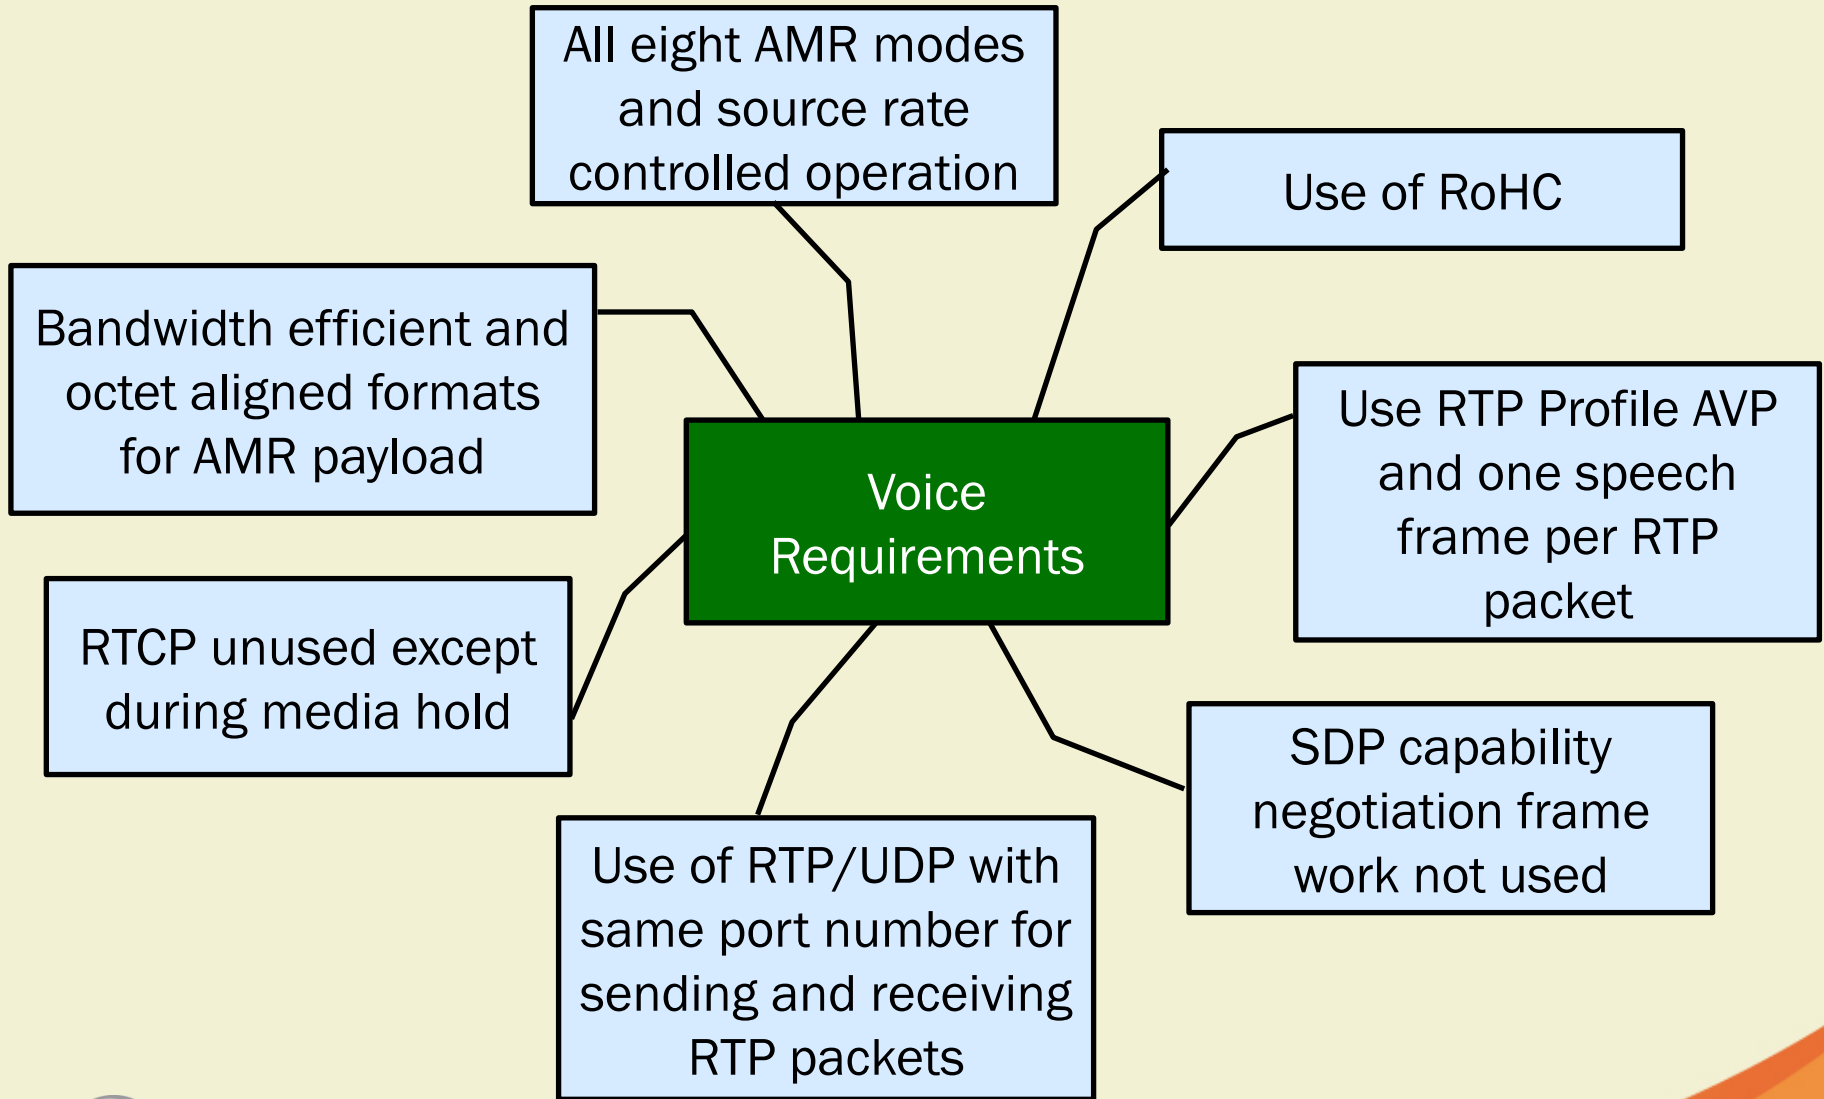 All eight AMR modes
and source rate
controlled operation
Use of RoHC
Bandwidth efficient and
octet aligned formats
for AMR payload
Use RTP Profile AVP
and one speech
frame per RTP
packet
Voice
Requirements
RTCP unused except
during media hold
SDP capability
negotiation frame
work not used
Use of RTP/UDP with
same port number for
sending and receiving
RTP packets